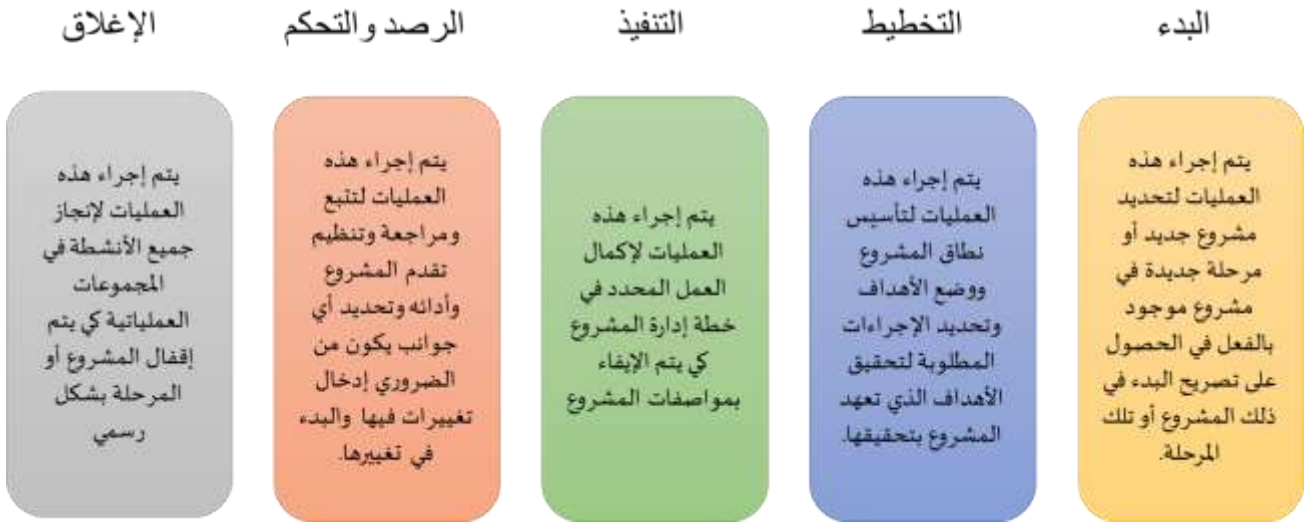 البدء
التخطيط
التنفيذ
الرصد والتحكم
الإغلاق
يتم إجراء هذه
العمليات لتحديد
مشروع جديد أو
مرحلة جديدة في
مشروع موجود
بالفعل في الحصول
على تصريح البدء في
ذلك المشروع أو تلك
المرحلة.
يتم إجراء هذه
العمليات لتأسيس
نطاق المشروع
ووضع الأهداف
وتحديد الإجراءات
المطلوبة لتحقيق
الأهداف الذي تعهد
المشروع بتحقيقها.
يتم إجراء هذه
العمليات لإكمال
العمل المحدد في
خطة إدارة المشروع
كي يتم الإيفاء
بمواصفات المشروع
يتم إجراء هذه
العمليات لتتبع
ومراجعة وتنظيم
تقدم المشروع
وأدائه وتحديد أي
جوانب يكون من
الضروري إدخال
تغييرات فيها والبدء
في تغييرها.
يتم إجراء هذه
العمليات لإنجاز
جميع الأنشطة في
المجموعات
العملياتية كي يتم
إقفال المشروع أو
المرحلة بشكل
رسمي